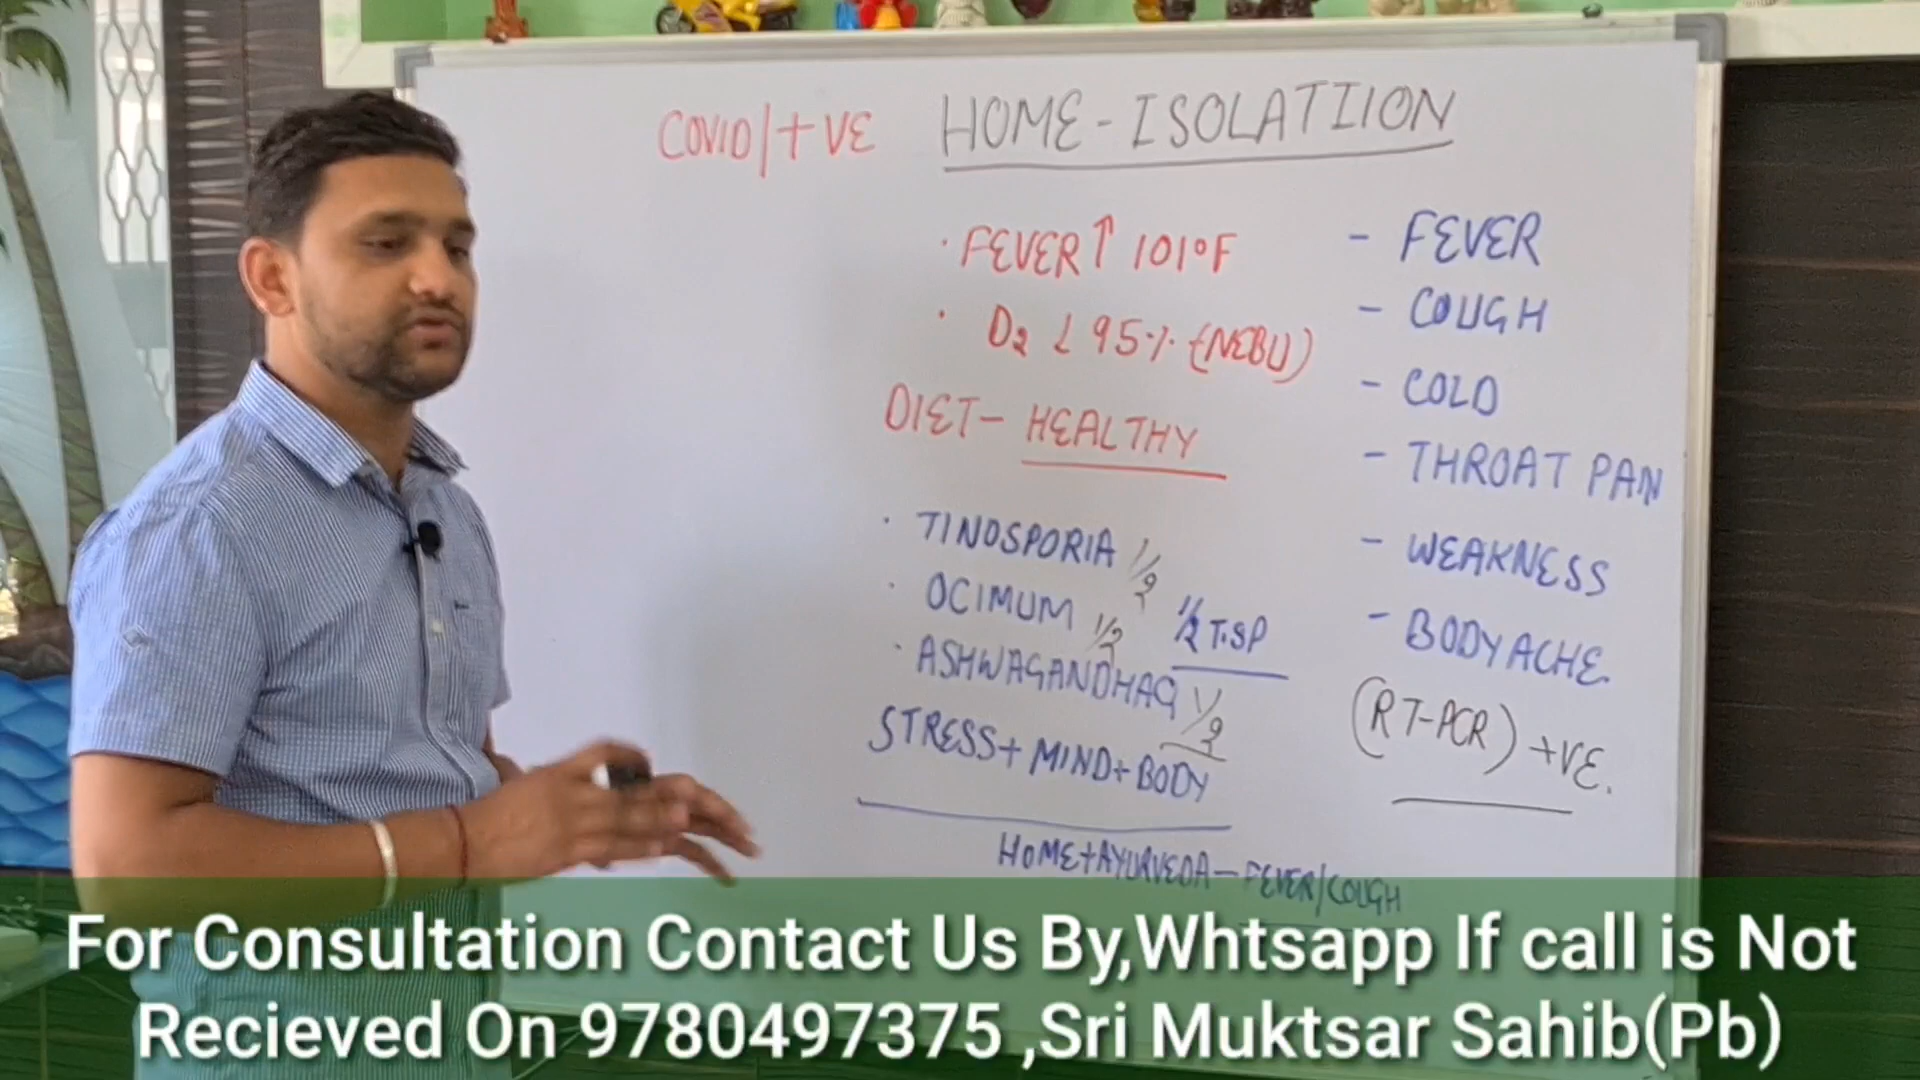 COVID/+VE HOME-ISOLATIION
· FEVER↑ 101°F
· O2 < 95% (NEBU)
DIET- HEALTHY
· TINOSPORIA 1/2
· OCIMUM 1/2 1/2 T.SP
· ASHWAGANDHAQ 1/2
STRESS+MIND+BODY
HOME+AYURVEDA-FEVER/COUGH
- FEVER
- COUGH
- COLD
- THROAT PAN
- WEAKNESS
- BODYACHE.
(RT-PCR) +VE.
For Consultation Contact Us By,Whtsapp If call is Not
Recieved On 9780497375 ,Sri Muktsar Sahib(Pb)